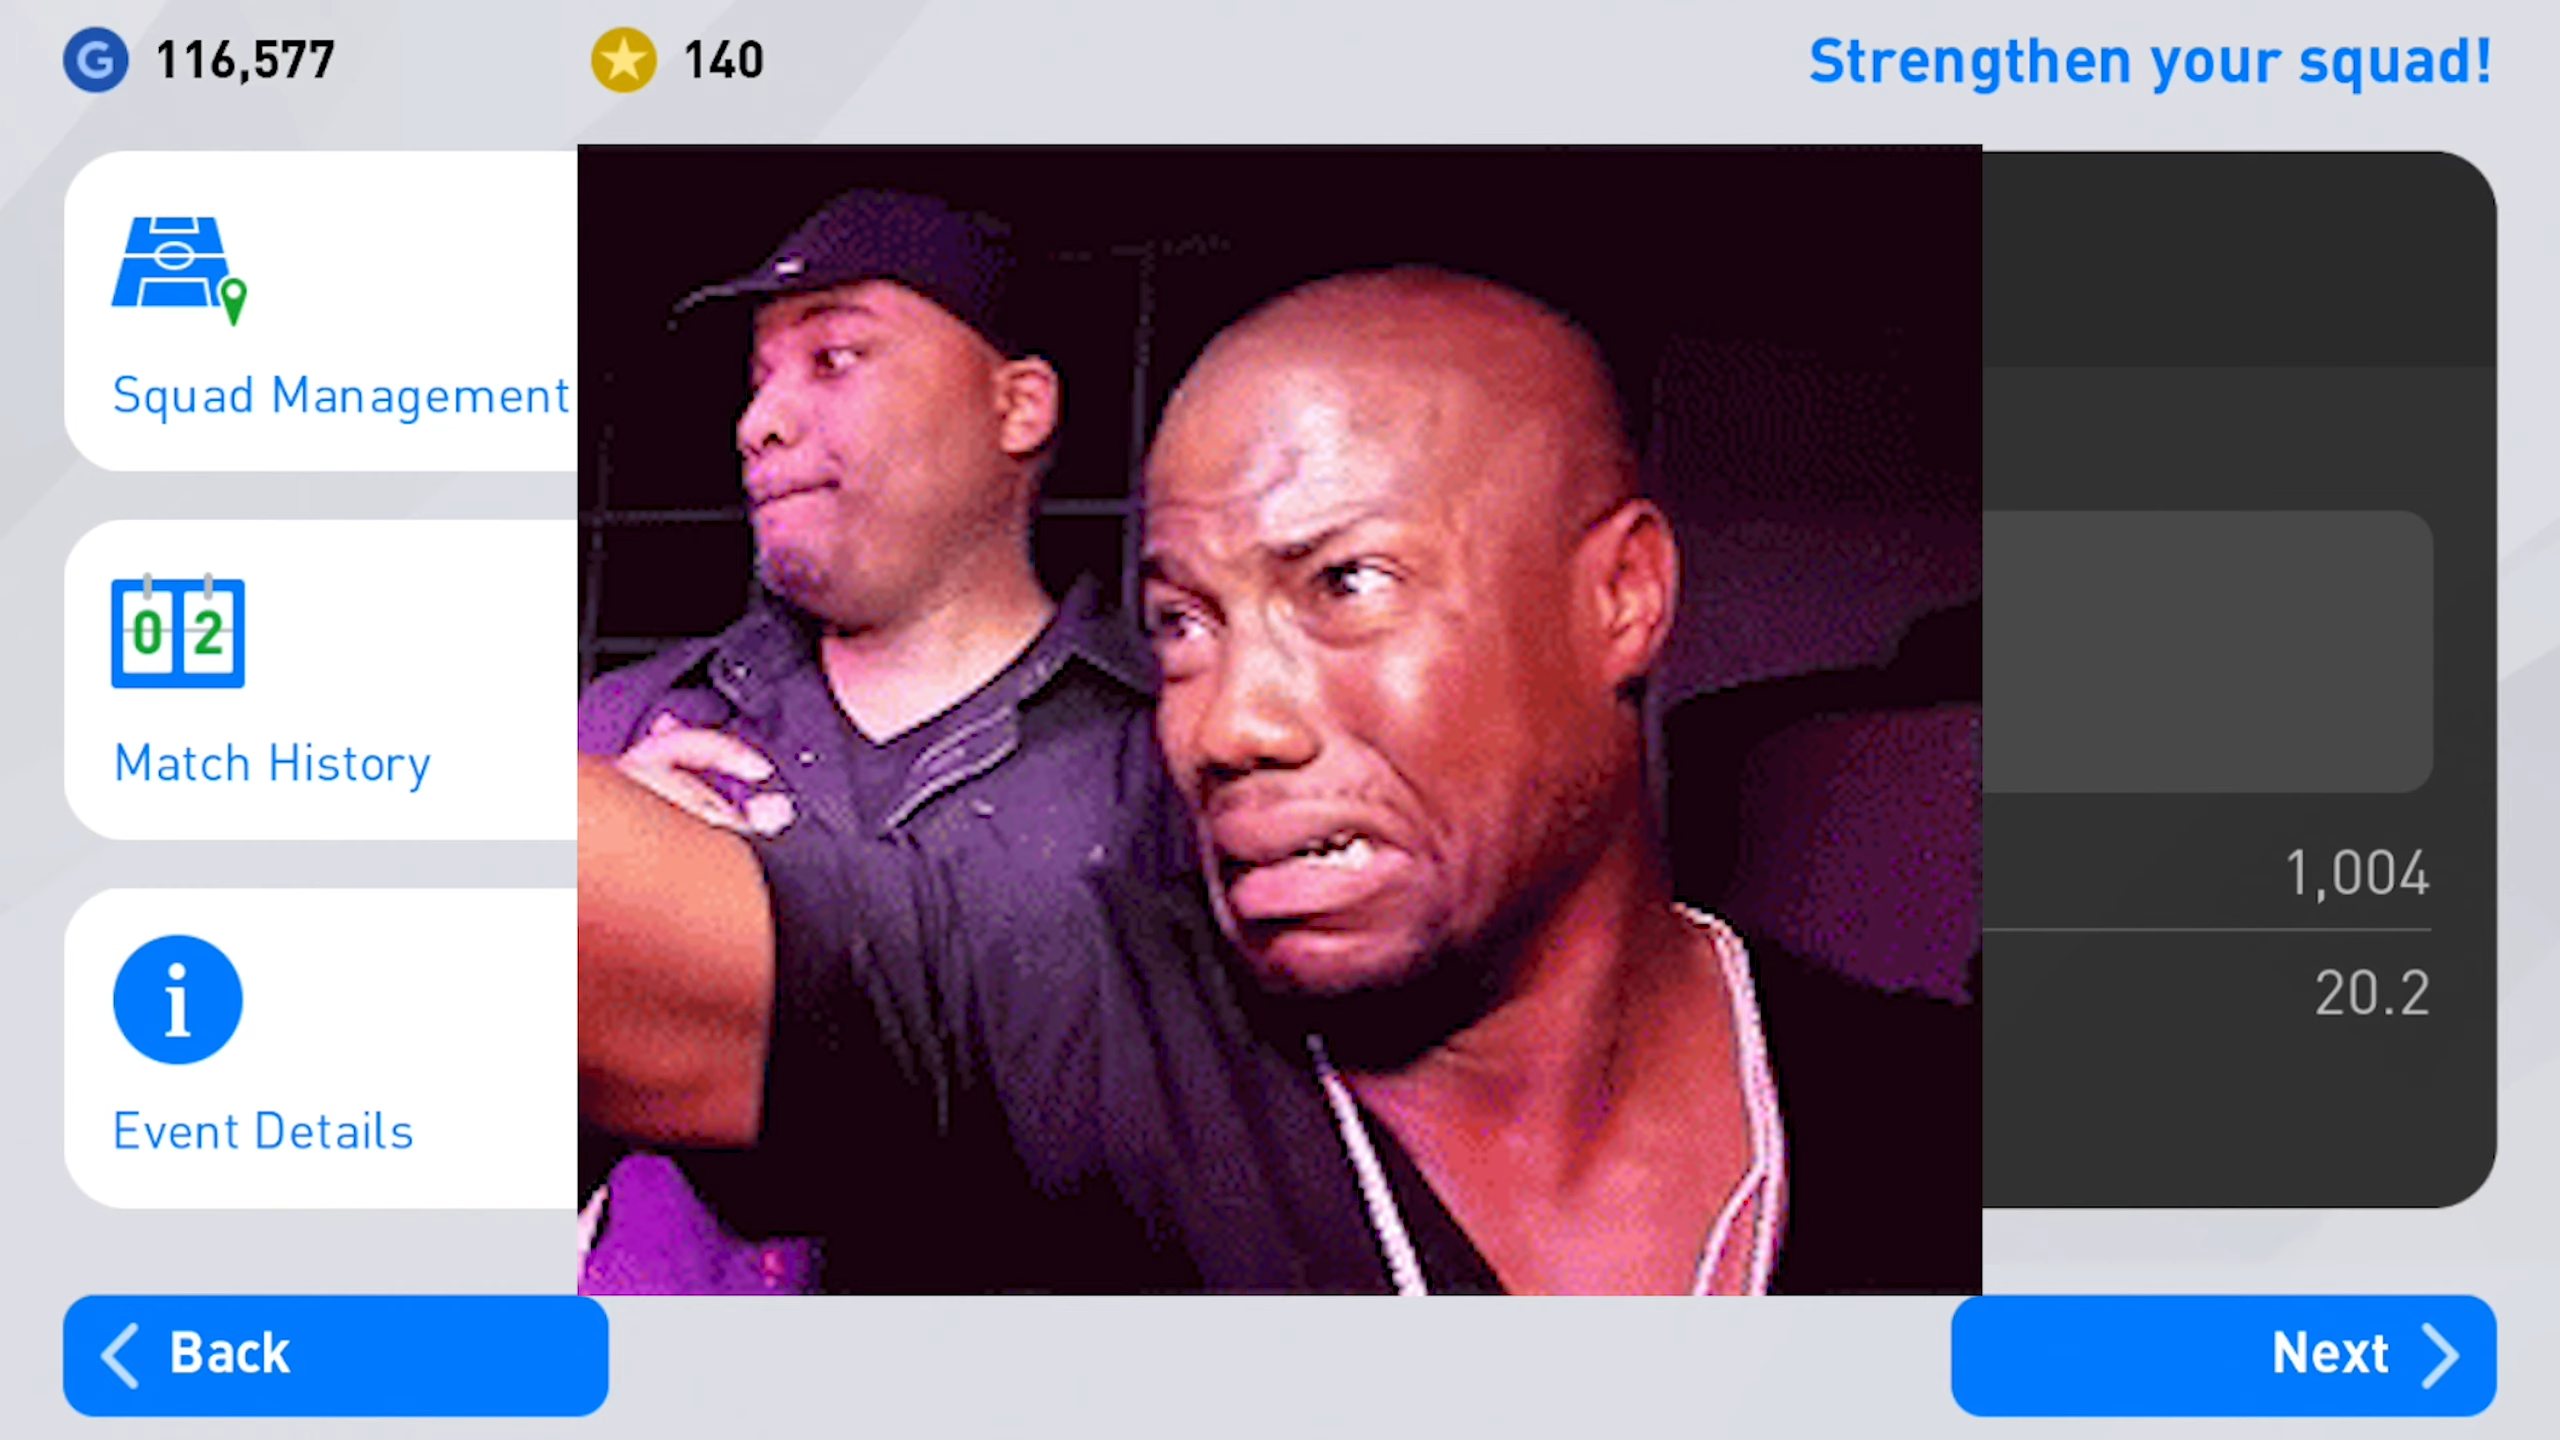 G 116,577
140
Strengthen your squad!
Squad Management
0 2
Match History
1,004
20.2
i
Event Details
Back
Next